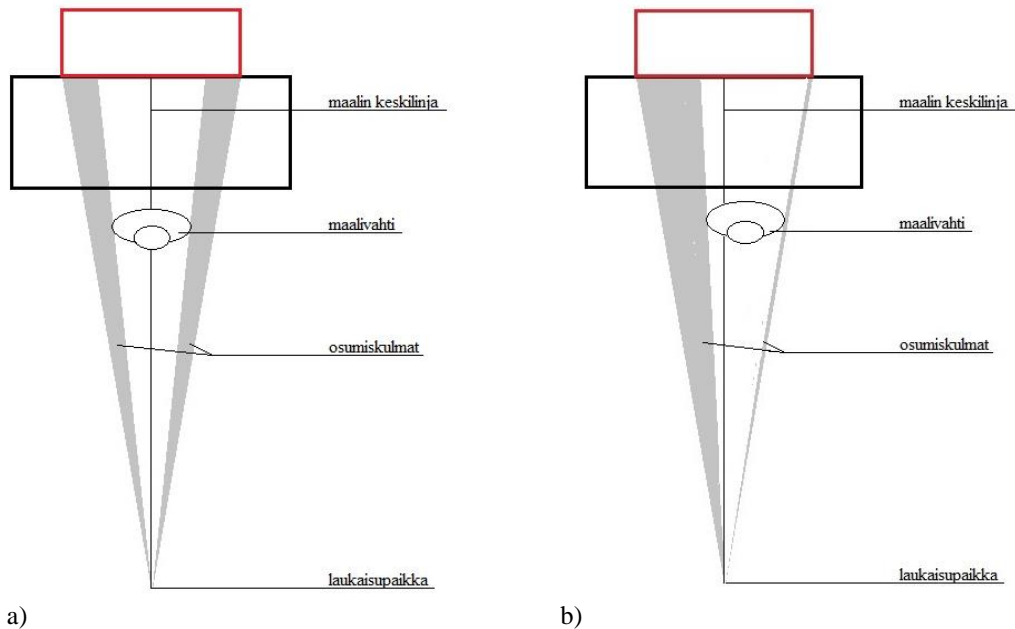 maalin keskilinja
maalivahti
osumiskulmat
laukaisupaikka
a)
maalin keskilinja
maalivahti
osumiskulmat
laukaisupaikka
b)